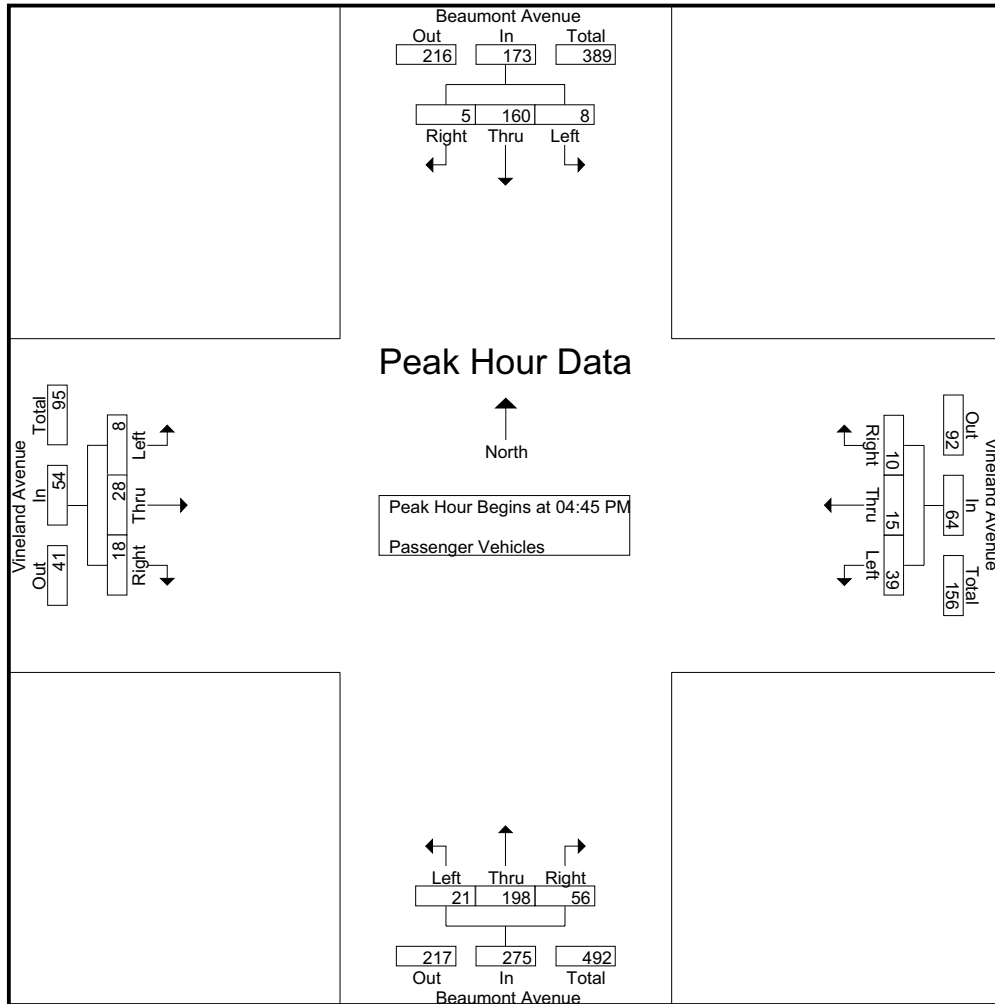 Beaumont Avenue
Out In Total
216 173 389
5 160 8
Right Thru Left
Peak Hour Data
North
Peak Hour Begins at 04:45 PM
Passenger Vehicles
Vineland Avenue
Total In Out
95 54 41
8 28 18
Left Thru Right
Right Thru Left
10 15 39
Out In Total
92 64 156
Vineland Avenue
Left Thru Right
21 198 56
217 275 492
Out In Total
Beaumont Avenue